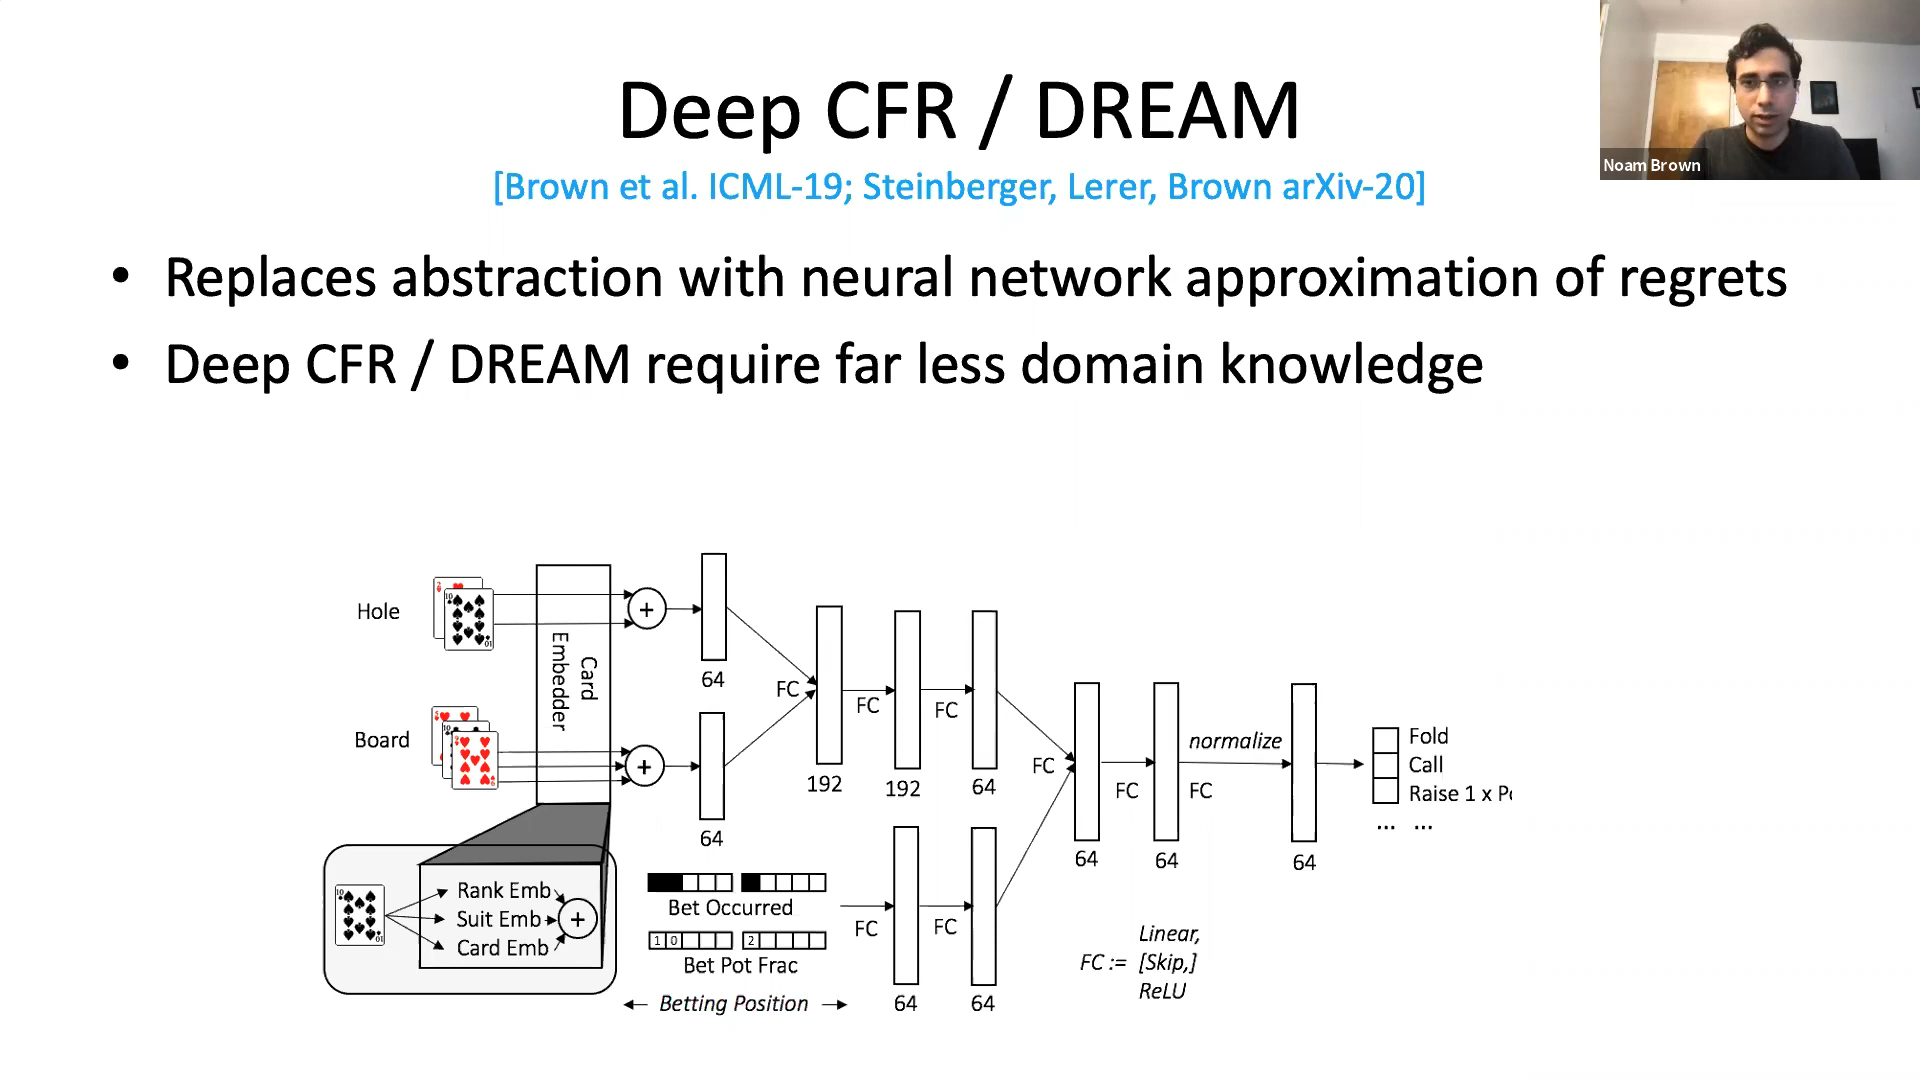 Deep CFR / DREAM
[Brown et al. ICML-19; Steinberger, Lerer, Brown arXiv-20]
Noam Brown
• Replaces abstraction with neural network approximation of regrets
• Deep CFR / DREAM require far less domain knowledge
Hole
Board
Card
Embedder
+
+
64
64
FC
192
FC
192
FC
64
Rank Emb
Suit Emb
Card Emb
+
Bet Occurred
1 0
2
Bet Pot Frac
Betting Position
FC
64
FC
64
FC
64
FC
64
normalize
FC
64
Fold
Call
Raise 1 x
... ...
Linear,
FC := [Skip,]
ReLU